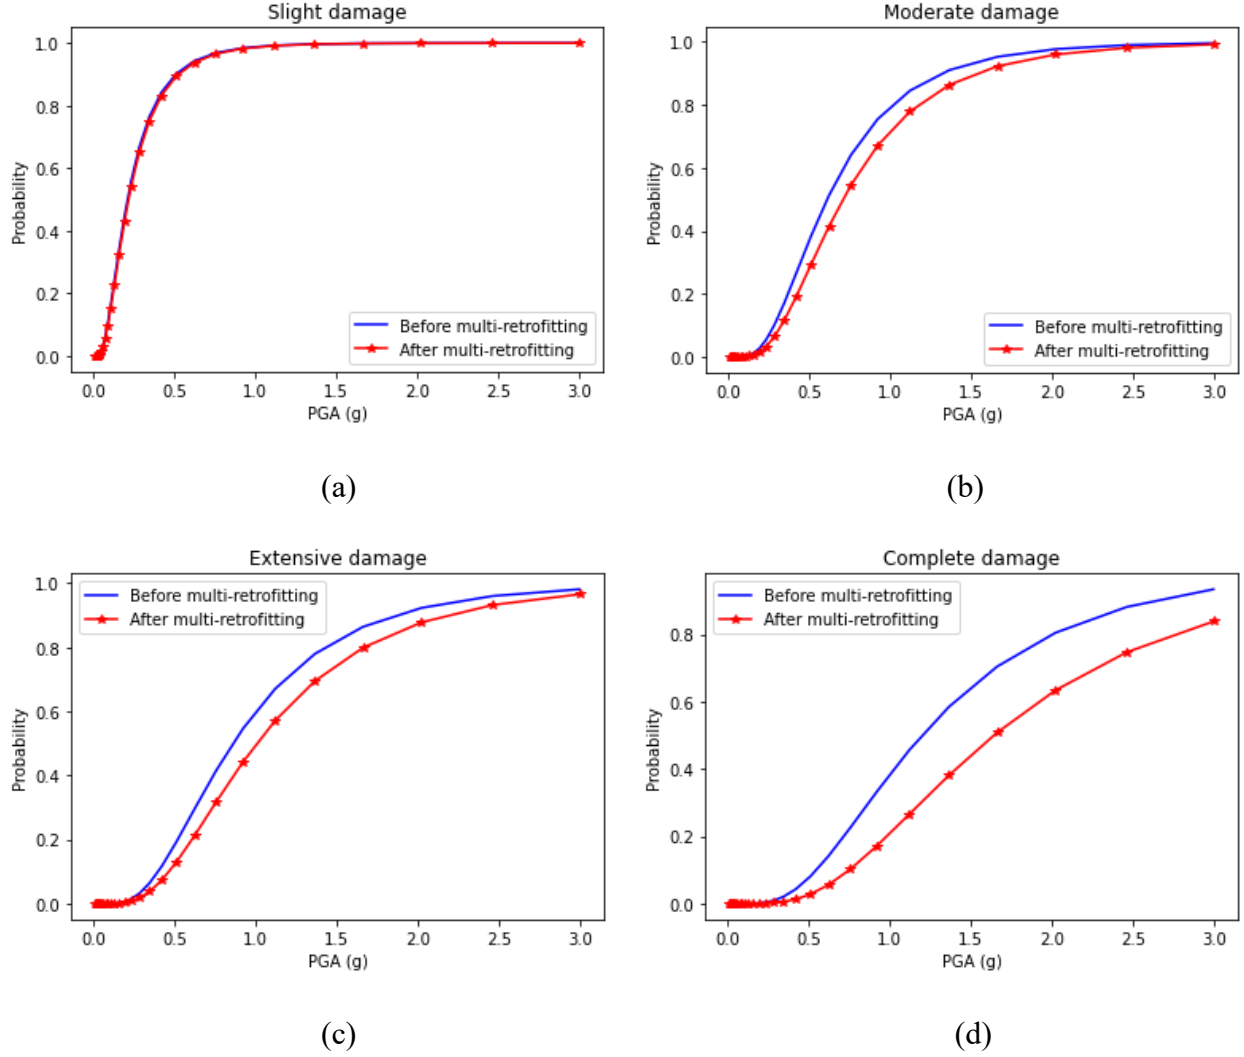 Slight damage
Probability
1.0
0.8
0.6
0.4
0.2
0.0
Before multi-retrofitting
After multi-retrofitting
0.0 0.5 1.0 1.5 2.0 2.5 3.0
PGA (g)
(a)
Moderate damage
Probability
1.0
0.8
0.6
0.4
0.2
0.0
Before multi-retrofitting
After multi-retrofitting
0.0 0.5 1.0 1.5 2.0 2.5 3.0
PGA (g)
(b)
Extensive damage
Probability
1.0
0.8
0.6
0.4
0.2
0.0
Before multi-retrofitting
After multi-retrofitting
0.0 0.5 1.0 1.5 2.0 2.5 3.0
PGA (g)
(c)
Complete damage
Probability
0.8
0.6
0.4
0.2
0.0
Before multi-retrofitting
After multi-retrofitting
0.0 0.5 1.0 1.5 2.0 2.5 3.0
PGA (g)
(d)